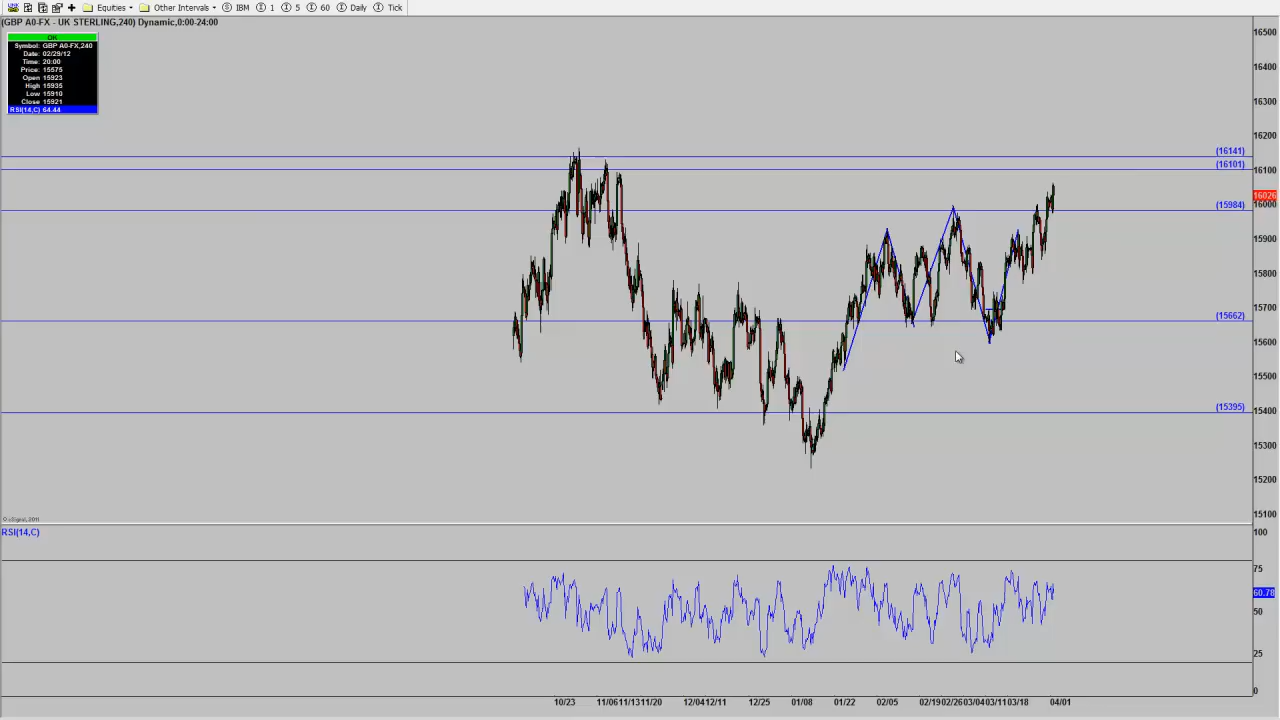 Equities Other Intervals IBM 1 5 60 Daily Tick
(GBP A0-FX - UK STERLING,240) Dynamic,0:00-24:00
OK
Symbol: GBP A0-FX,240
Date: 02/29/12
Time: 20:00
Price: 15575
Open 15923
High 15935
Low 15910
Close 15921
RSI(14,C) 64.44
16500
16400
16300
16200
(16141)
(16101)
16100
16026
16000
(15984)
15900
15800
15700
(15662)
15600
15500
(15395)
15400
15300
15200
15100
© eSignal, 2011
RSI(14,C)
100
75
60.78
50
25
0
10/23 11/06 11/13 11/20 12/04 12/11 12/25 01/08 01/22 02/05 02/19 02/26 03/04 03/11 03/18 04/01